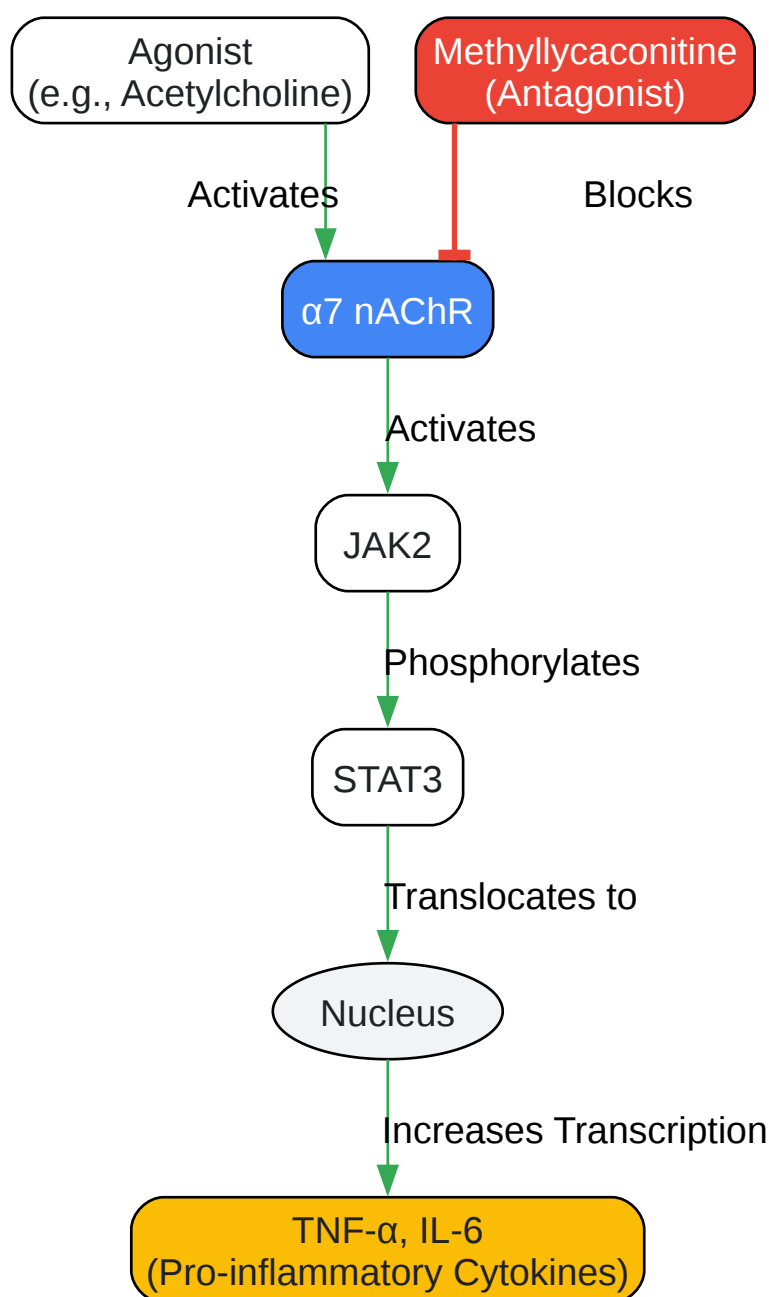 Agonist
(e.g., Acetylcholine)
Methyllycaconitine
(Antagonist)
Activates
Blocks
α7 nAChR
Activates
JAK2
Phosphorylates
STAT3
Translocates to
Nucleus
Increases Transcription
TNF-α, IL-6
(Pro-inflammatory Cytokines)